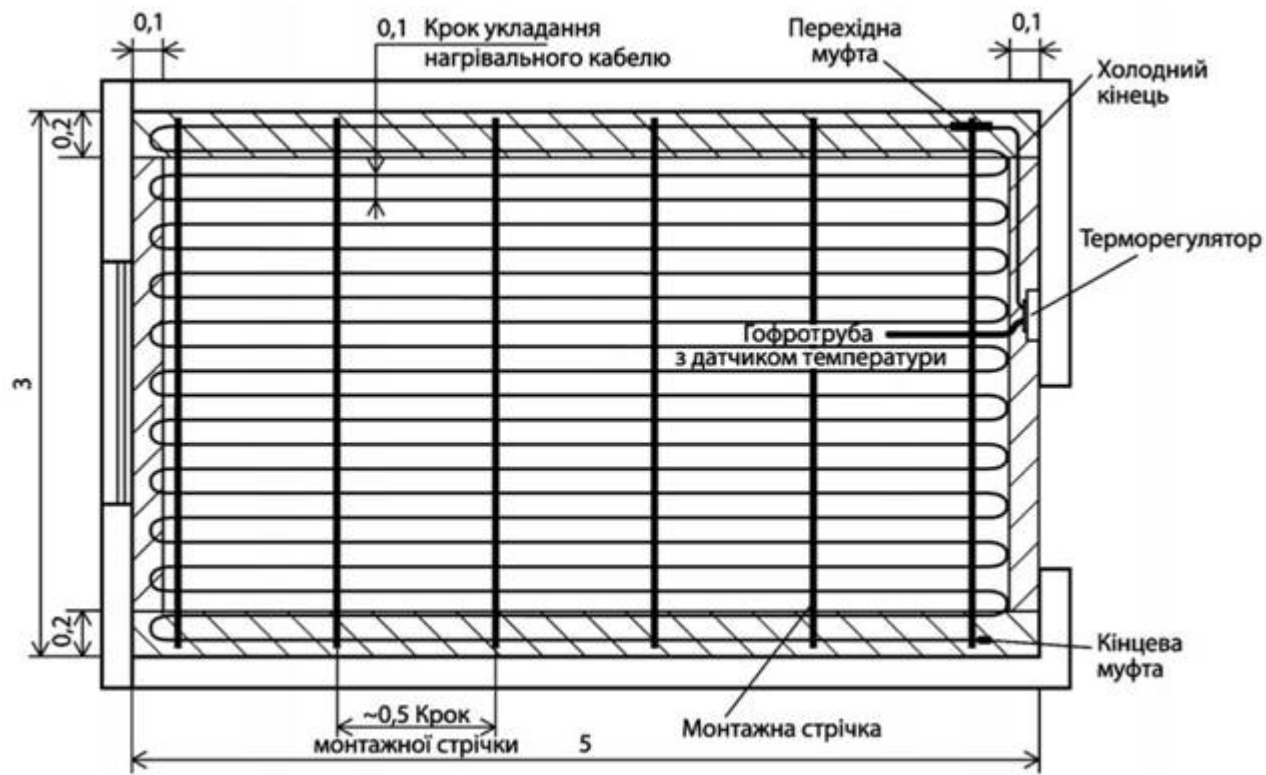 0,1
0,1 Крок укладання
нагрівального кабелю
Перехідна
муфта
0,1
Холодний
кінець
0,2
Терморегулятор
Гофротруба
з датчиком температури
3
0,2
Кінцева
муфта
~0,5 Крок
монтажної стрічки
5
Монтажна стрічка